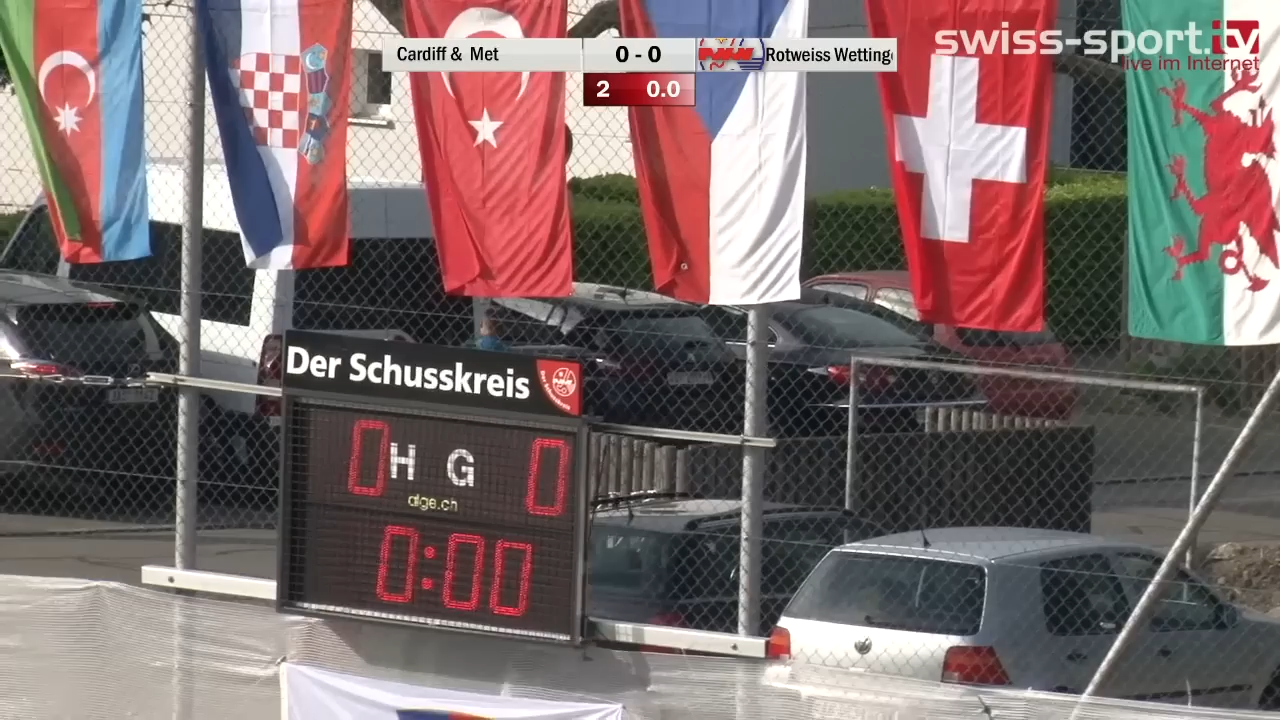 Cardiff & Met
0 - 0
Rotweiss Wetting
2 0.0
swiss-sport.tv
live im Internet
Der Schusskreis
0 H G 0
alge.ch
0:00